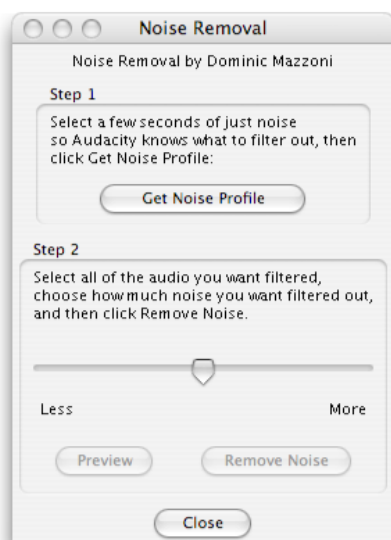 Noise Removal
Noise Removal by Dominic Mazzoni
Step 1
Select a few seconds of just noise
so Audacity knows what to filter out, then
click Get Noise Profile:
Get Noise Profile
Step 2
Select all of the audio you want filtered,
choose how much noise you want filtered out,
and then click Remove Noise.
Less More
Preview Remove Noise
Close